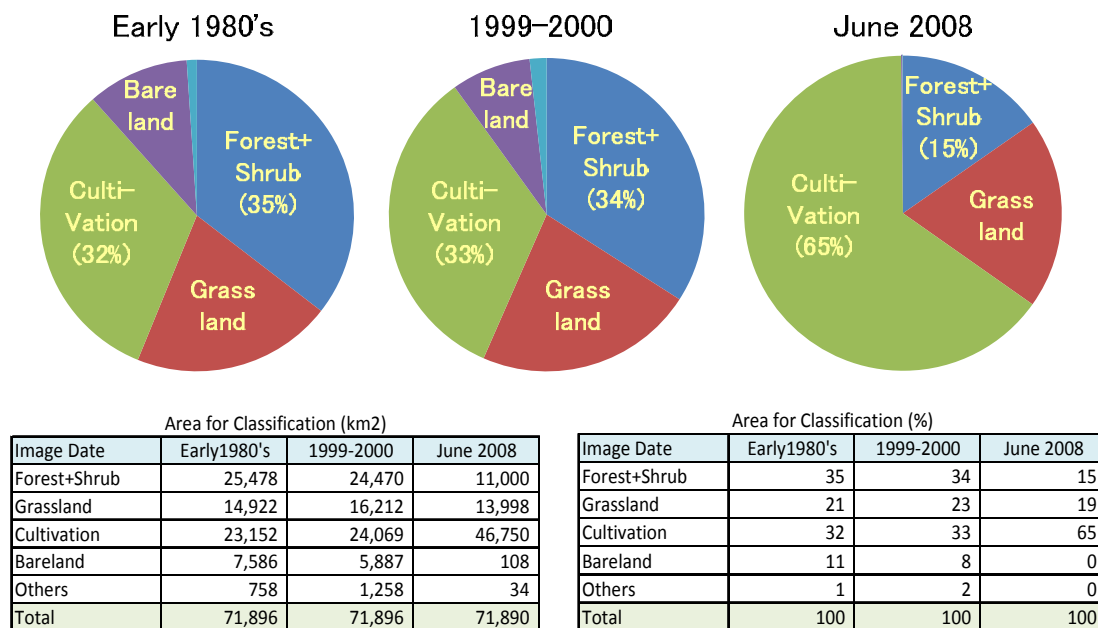 Early 1980's
1999-2000
June 2008
Bare
land
Forest+
Shrub
(35%)
Culti-
Vation
(32%)
Grass
land
Bare
land
Forest+
Shrub
(34%)
Culti-
Vation
(33%)
Grass
land
Forest+
Shrub
(15%)
Culti-
Vation
(65%)
Grass
land
Area for Classification (km2)
Image Date Early1980's 1999-2000 June 2008
Forest+Shrub 25,478 24,470 11,000
Grassland 14,922 16,212 13,998
Cultivation 23,152 24,069 46,750
Bareland 7,586 5,887 108
Others 758 1,258 34
Total 71,896 71,896 71,890
Area for Classification (%)
Image Date Early1980's 1999-2000 June 2008
Forest+Shrub 35 34 15
Grassland 21 23 19
Cultivation 32 33 65
Bareland 11 8 0
Others 1 2 0
Total 100 100 100